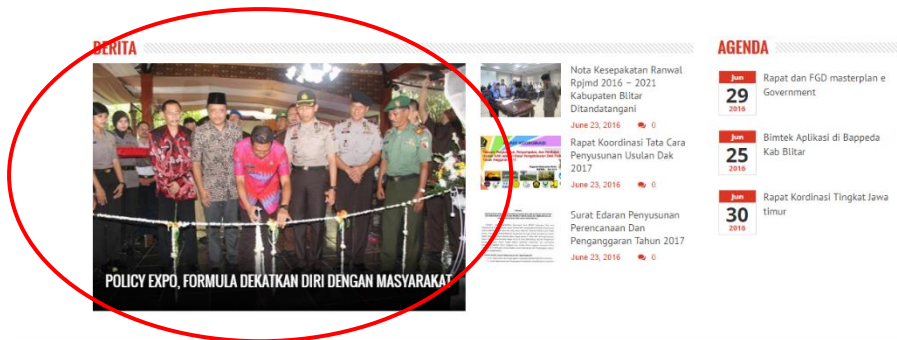 BERITA
POLICY EXPO, FORMULA DEKATKAN DIRI DENGAN MASYARAKAT
Nota Kesepakatan Ranwal
Rpjmd 2016 – 2021
Kabupaten Blitar
Ditandatangani
June 23, 2016 0
Rapat Koordinasi Tata Cara
Penyusunan Usulan Dak
2017
June 23, 2016 0
Surat Edaran Penyusunan
Perencanaan Dan
Penganggaran Tahun 2017
June 23, 2016 0
AGENDA
Jun
29
2016
Rapat dan FGD masterplan e
Government
Jun
25
2016
Bimtek Aplikasi di Bappeda
Kab Blitar
Jun
30
2016
Rapat Kordinasi Tingkat Jawa
timur